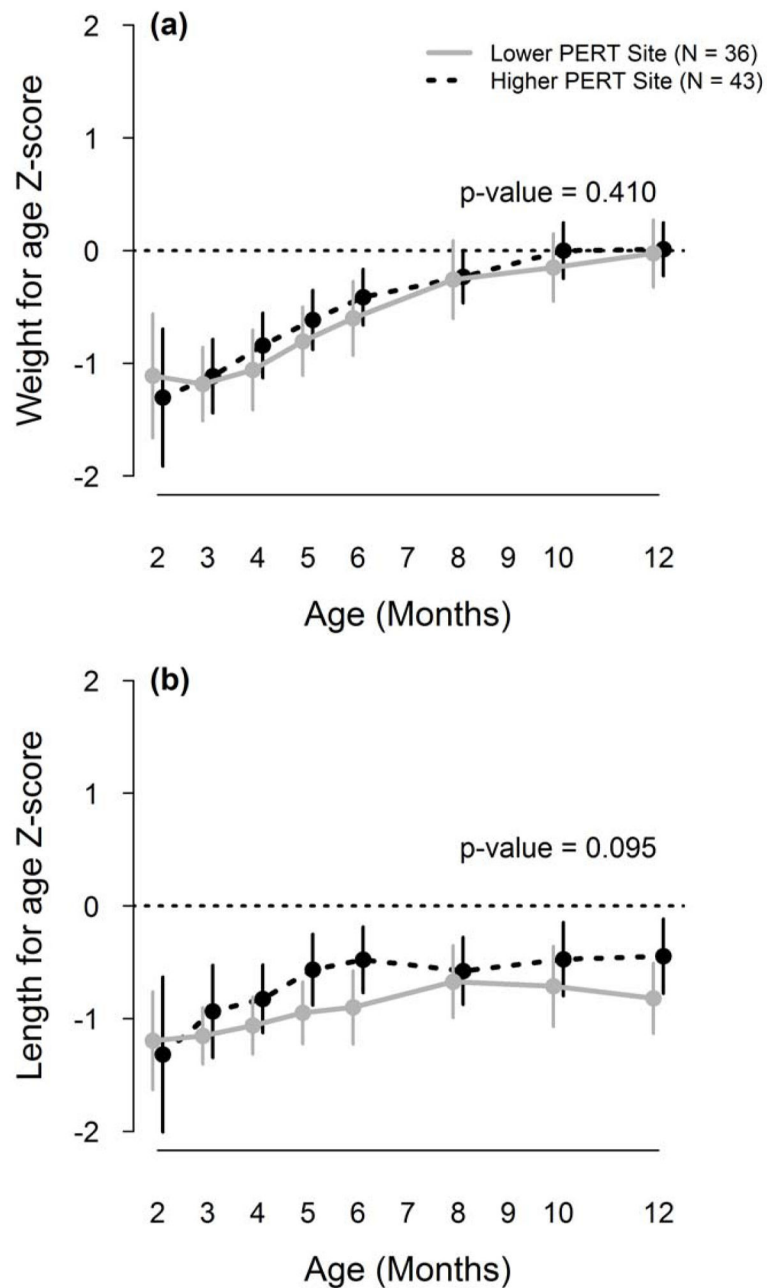 (a)
Lower PERT Site (N = 36)
Higher PERT Site (N = 43)
p-value = 0.410
Weight for age Z-score
2
1
0
-1
-2
2 3 4 5 6 7 8 9 10 12
Age (Months)
(b)
p-value = 0.095
Length for age Z-score
2
1
0
-1
-2
2 3 4 5 6 7 8 9 10 12
Age (Months)